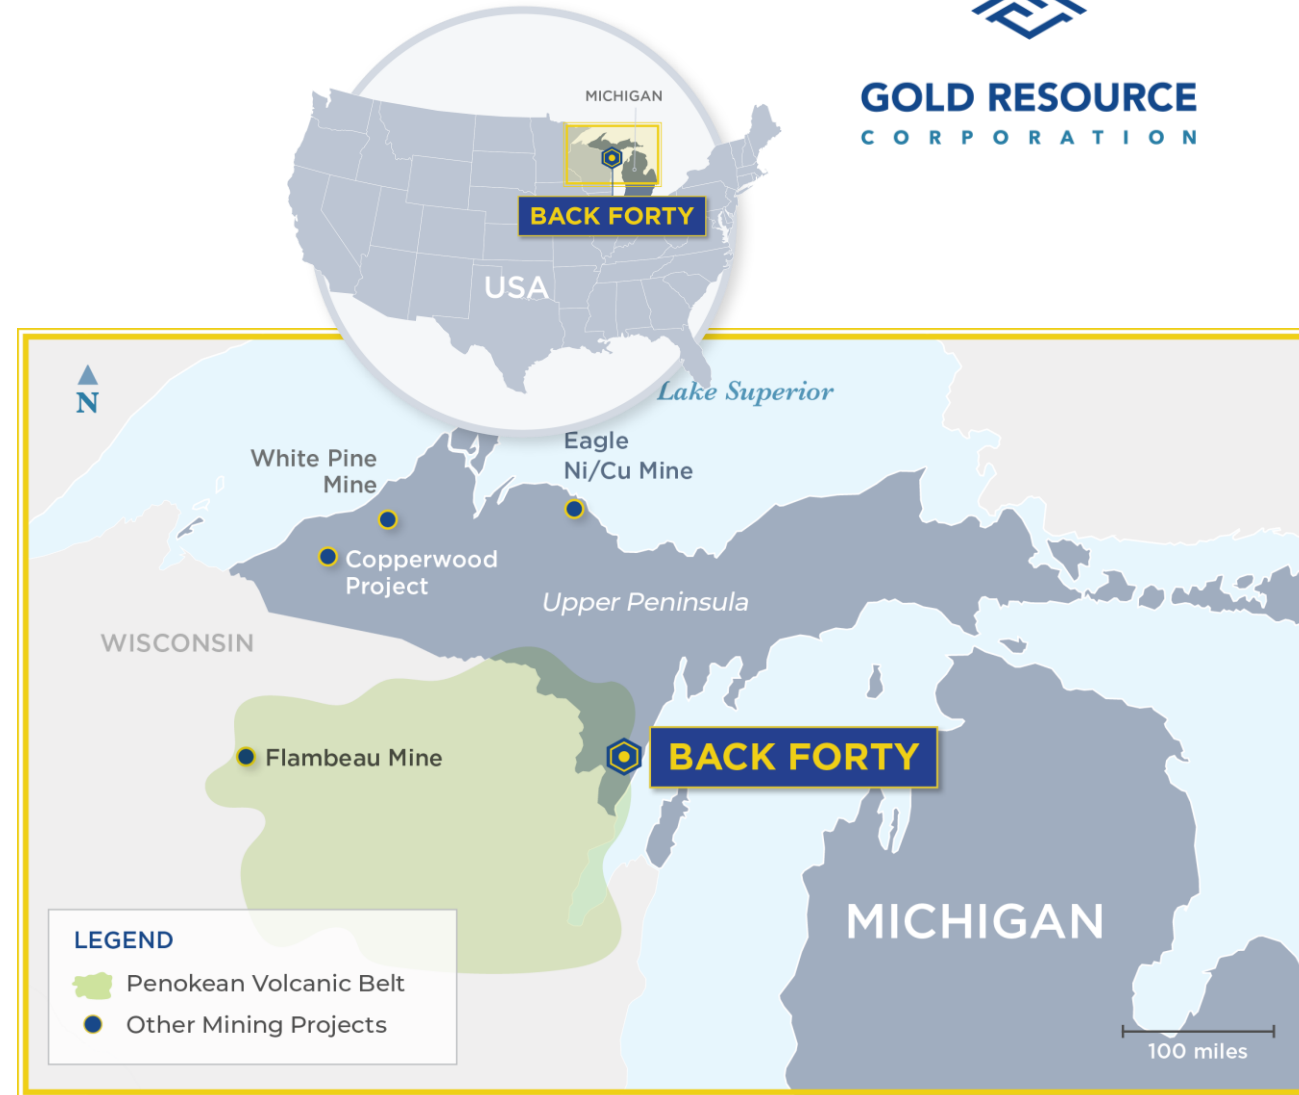 GOLD RESOURCE
CORPORATION
MICHIGAN
BACK FORTY
USA
N
Lake Superior
White Pine
Mine
Eagle
Ni/Cu Mine
Copperwood
Project
Upper Peninsula
WISCONSIN
Flambeau Mine
BACK FORTY
MICHIGAN
LEGEND
Penokean Volcanic Belt
Other Mining Projects
100 miles